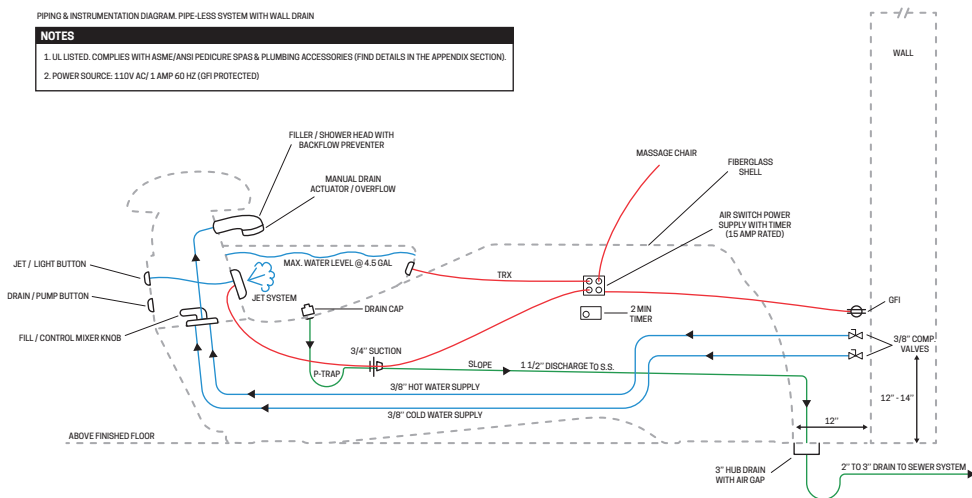 PIPING & INSTRUMENTATION DIAGRAM. PIPE-LESS SYSTEM WITH WALL DRAIN
NOTES
1. UL LISTED. COMPLIES WITH ASME/ANSI PEDICURE SPAS & PLUMBING ACCESSORIES (FIND DETAILS IN THE APPENDIX SECTION).
2. POWER SOURCE: 110V AC/ 1 AMP 60 HZ (GFI PROTECTED)
WALL
FILLER / SHOWER HEAD WITH
BACKFLOW PREVENTER
MANUAL DRAIN
ACTUATOR / OVERFLOW
MASSAGE CHAIR
FIBERGLASS
SHELL
AIR SWITCH POWER
SUPPLY WITH TIMER
(15 AMP RATED)
JET / LIGHT BUTTON
MAX. WATER LEVEL @ 4.5 GAL
TRX
DRAIN / PUMP BUTTON
JET SYSTEM
DRAIN CAP
2 MIN
TIMER
GFI
FILL / CONTROL MIXER KNOB
3/8" COMP.
VALVES
3/4" SUCTION
P-TRAP
SLOPE
1 1/2" DISCHARGE TO S.S.
3/8" HOT WATER SUPPLY
12" - 14"
3/8" COLD WATER SUPPLY
12"
ABOVE FINISHED FLOOR
3" HUB DRAIN
WITH AIR GAP
2" TO 3" DRAIN TO SEWER SYSTEM